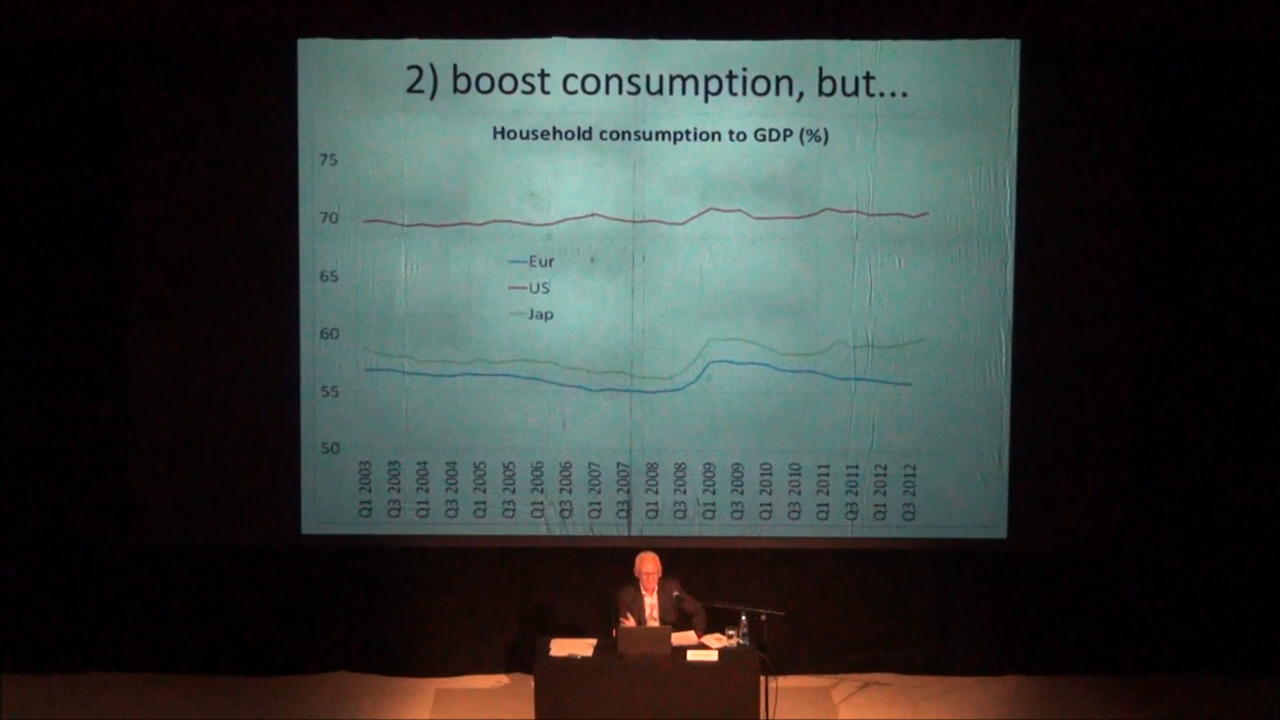 2) boost consumption, but...
Household consumption to GDP (%)
75
70
65
60
55
50
Eur
US
Jap
Q1 2003
Q3 2003
Q1 2004
Q3 2004
Q1 2005
Q3 2005
Q1 2006
Q3 2006
Q1 2007
Q3 2007
Q1 2008
Q3 2008
Q1 2009
Q3 2009
Q1 2010
Q3 2010
Q1 2011
Q3 2011
Q1 2012
Q3 2012